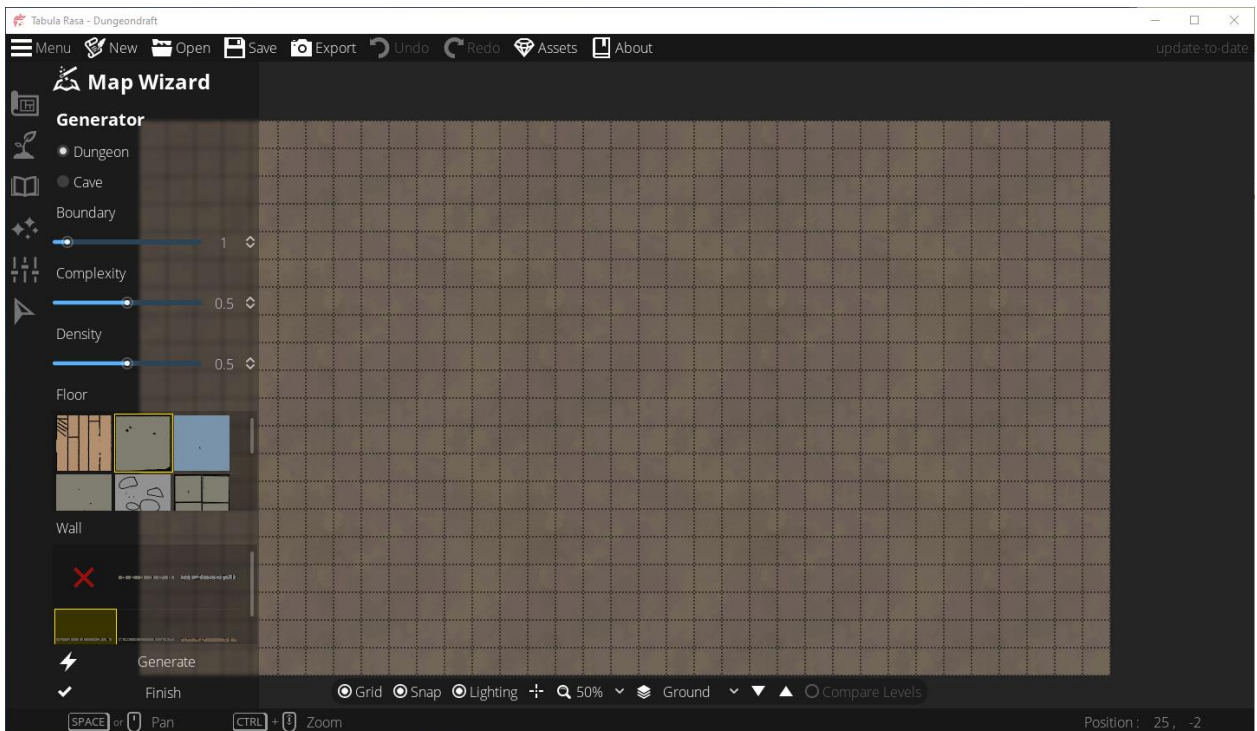 Tabula Rasa - Dungeondraft
Menu New Open Save Export Undo Redo Assets About update-to-date
Map Wizard
Generator
Dungeon
Cave
Boundary
1
Complexity
0.5
Density
0.5
Floor
Wall
Generate
Finish
Grid Snap Lighting 50% Ground Compare Levels
SPACE or Pan CTRL + Zoom Position : 25, -2